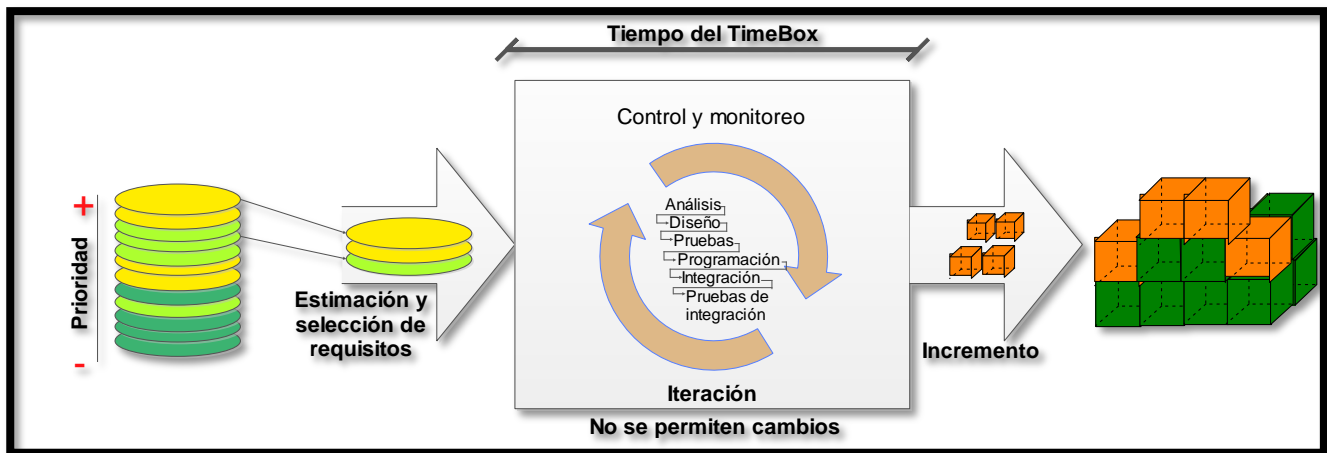 Tiempo del TimeBox
+
Prioridad
-
Estimación y
selección de
requisitos
Control y monitoreo
Análisis
Diseño
Pruebas
Programación
Integración
Pruebas de
integración
Iteración
No se permiten cambios
Incremento